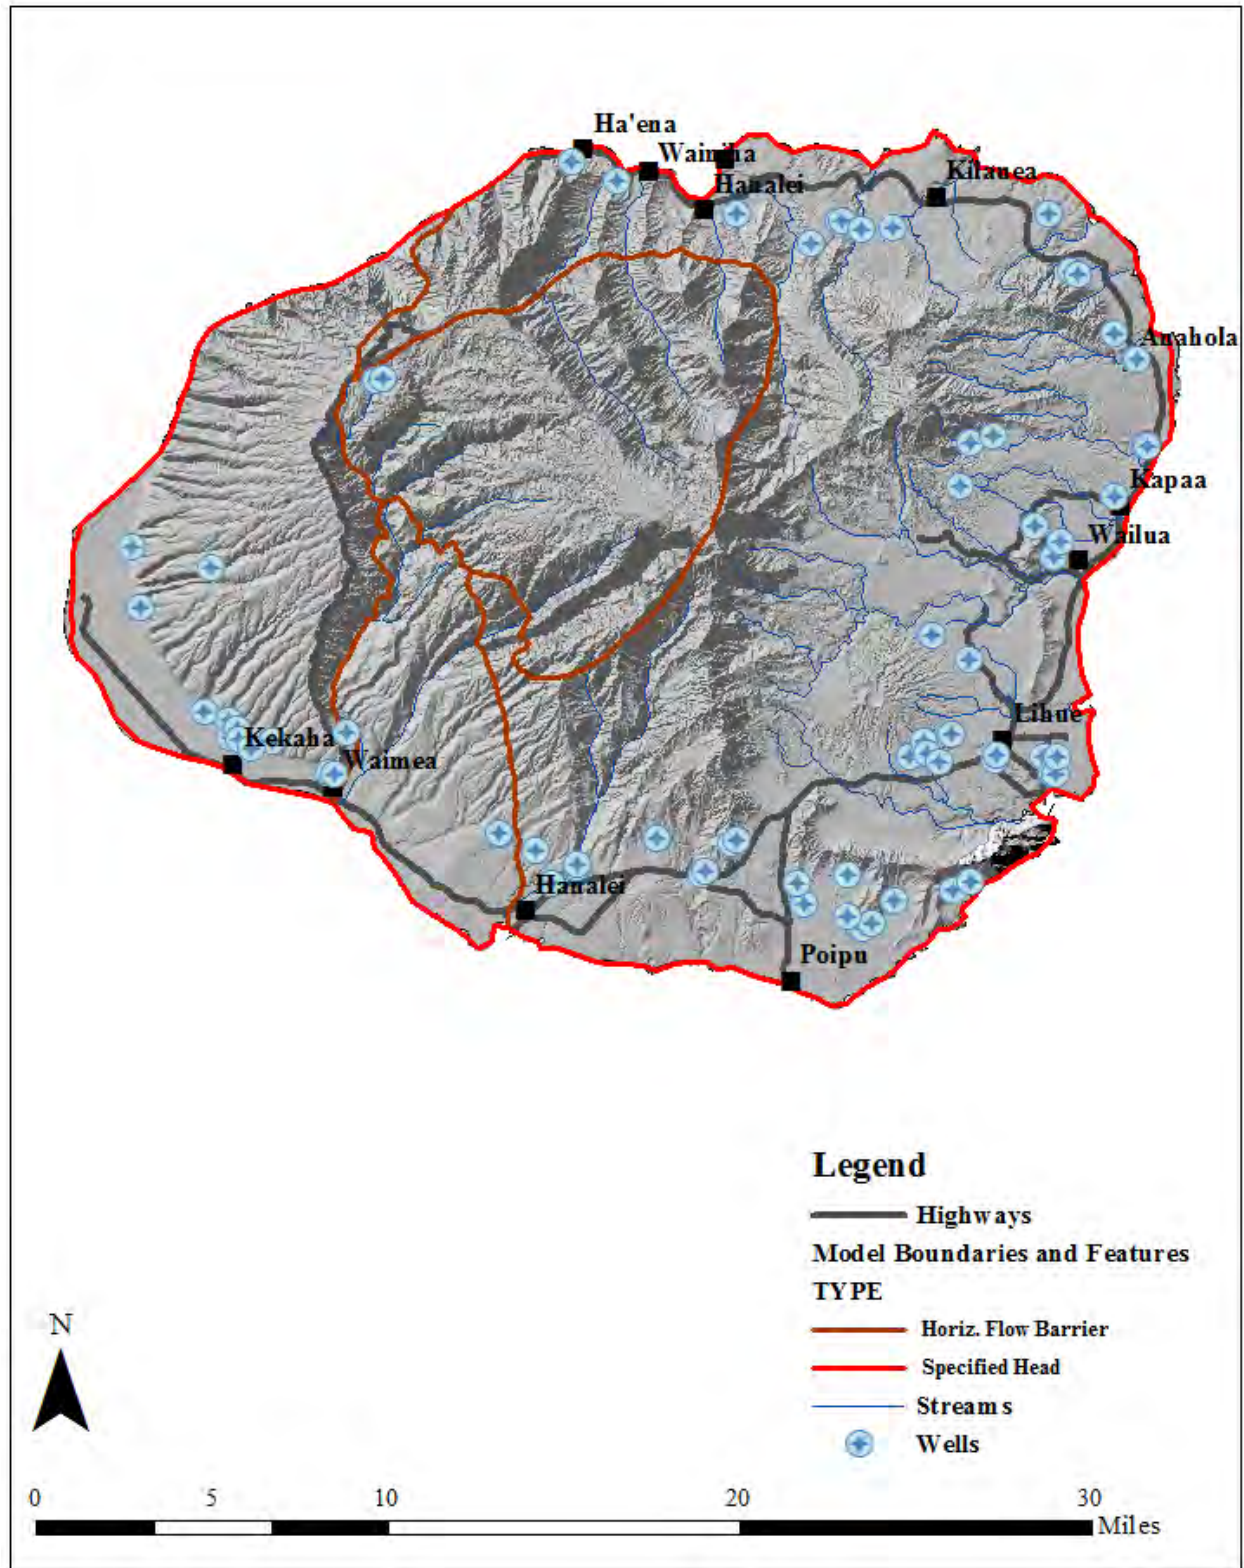 Ha'ena
Wainiha
Hanalei
Kilauea
Anahola
Kapaa
Wailua
Lihue
Kekaha
Waimea
Hanalei
Poipu
Legend
Highways
Model Boundaries and Features
TYPE
Horiz. Flow Barrier
Specified Head
Streams
Wells
N
0 5 10 20 30
Miles